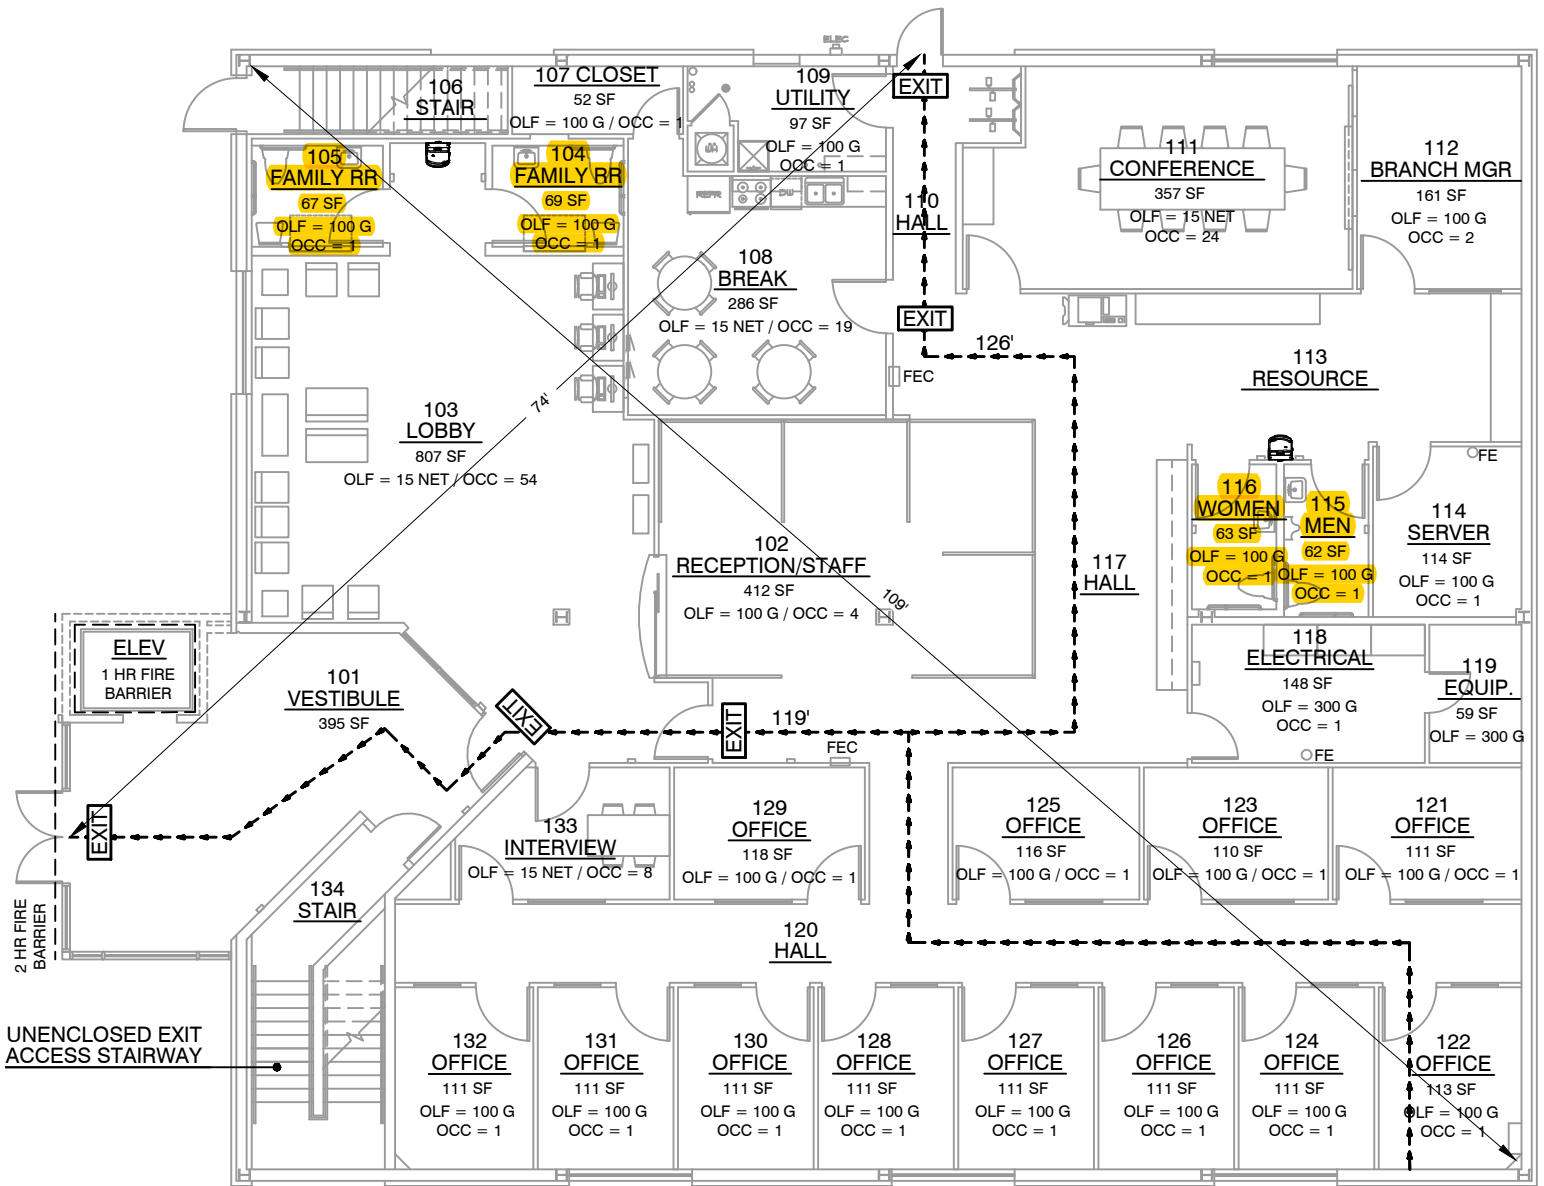 ELEC
106
STAIR
107 CLOSET
52 SF
OLF = 100 G / OCC = 1
109
UTILITY
97 SF
OLF = 100 G
OCC = 1
EXIT
105
FAMILY RR
67 SF
OLF = 100 G
OCC = 1
104
FAMILY RR
69 SF
OLF = 100 G
OCC = 1
REFR
DW
110
HALL
111
CONFERENCE
357 SF
OLF = 15 NET
OCC = 24
112
BRANCH MGR
161 SF
OLF = 100 G
OCC = 2
108
BREAK
286 SF
OLF = 15 NET / OCC = 19
EXIT
126'
FEC
113
RESOURCE
74'
103
LOBBY
807 SF
OLF = 15 NET / OCC = 54
FE
116
WOMEN
63 SF
OLF = 100 G
OCC = 1
115
MEN
62 SF
OLF = 100 G
OCC = 1
114
SERVER
114 SF
OLF = 100 G
OCC = 1
102
RECEPTION/STAFF
412 SF
OLF = 100 G / OCC = 4
109'
117
HALL
ELEV
1 HR FIRE
BARRIER
101
VESTIBULE
395 SF
118
ELECTRICAL
148 SF
OLF = 300 G
OCC = 1
119
EQUIP.
59 SF
OLF = 300 G
EXIT
EXIT
119'
FEC
FE
EXIT
133
INTERVIEW
OLF = 15 NET / OCC = 8
129
OFFICE
118 SF
OLF = 100 G / OCC = 1
125
OFFICE
116 SF
OLF = 100 G / OCC = 1
123
OFFICE
110 SF
OLF = 100 G / OCC = 1
121
OFFICE
111 SF
OLF = 100 G / OCC = 1
134
STAIR
2 HR FIRE
BARRIER
120
HALL
UNENCLOSED EXIT
ACCESS STAIRWAY
132
OFFICE
111 SF
OLF = 100 G
OCC = 1
131
OFFICE
111 SF
OLF = 100 G
OCC = 1
130
OFFICE
111 SF
OLF = 100 G
OCC = 1
128
OFFICE
111 SF
OLF = 100 G
OCC = 1
127
OFFICE
111 SF
OLF = 100 G
OCC = 1
126
OFFICE
111 SF
OLF = 100 G
OCC = 1
124
OFFICE
111 SF
OLF = 100 G
OCC = 1
122
OFFICE
113 SF
OLF = 100 G
OCC = 1